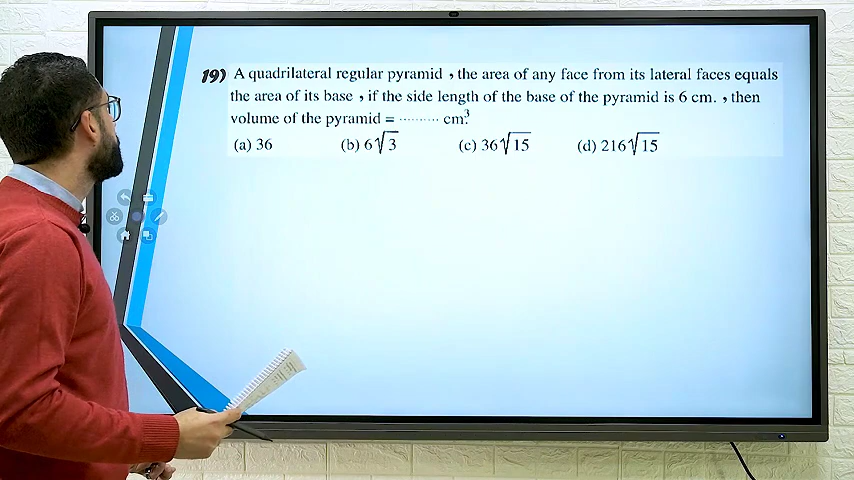 19) A quadrilateral regular pyramid , the area of any face from its lateral faces equals
the area of its base , if the side length of the base of the pyramid is 6 cm. , then
volume of the pyramid = ········· cm³.
(a) 36 (b) 6√3 (c) 36√15 (d) 216√15